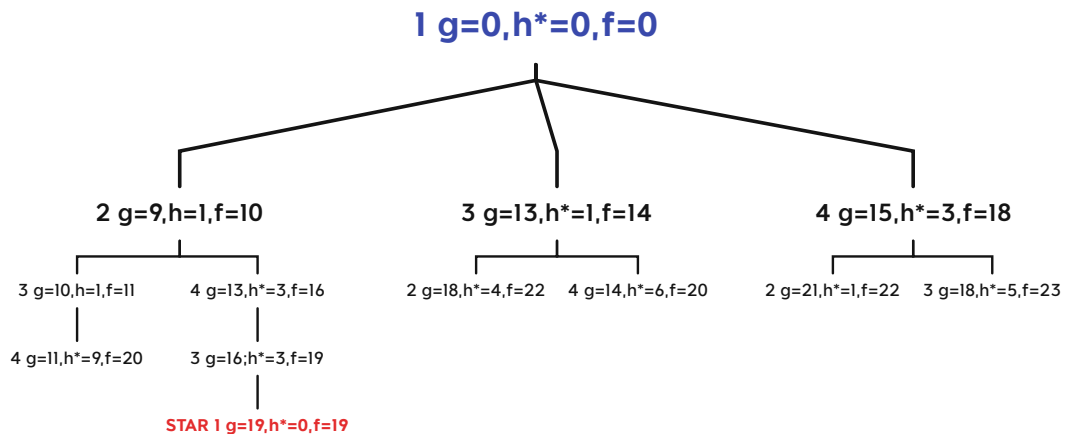 1 g=0,h*=0,f=0
2 g=9,h=1,f=10
3 g=13,h*=1,f=14
4 g=15,h*=3,f=18
3 g=10,h=1,f=11
4 g=13,h*=3,f=16
2 g=18,h*=4,f=22
4 g=14,h*=6,f=20
2 g=21,h*=1,f=22
3 g=18,h*=5,f=23
4 g=11,h*=9,f=20
3 g=16;h*=3,f=19
STAR 1 g=19,h*=0,f=19